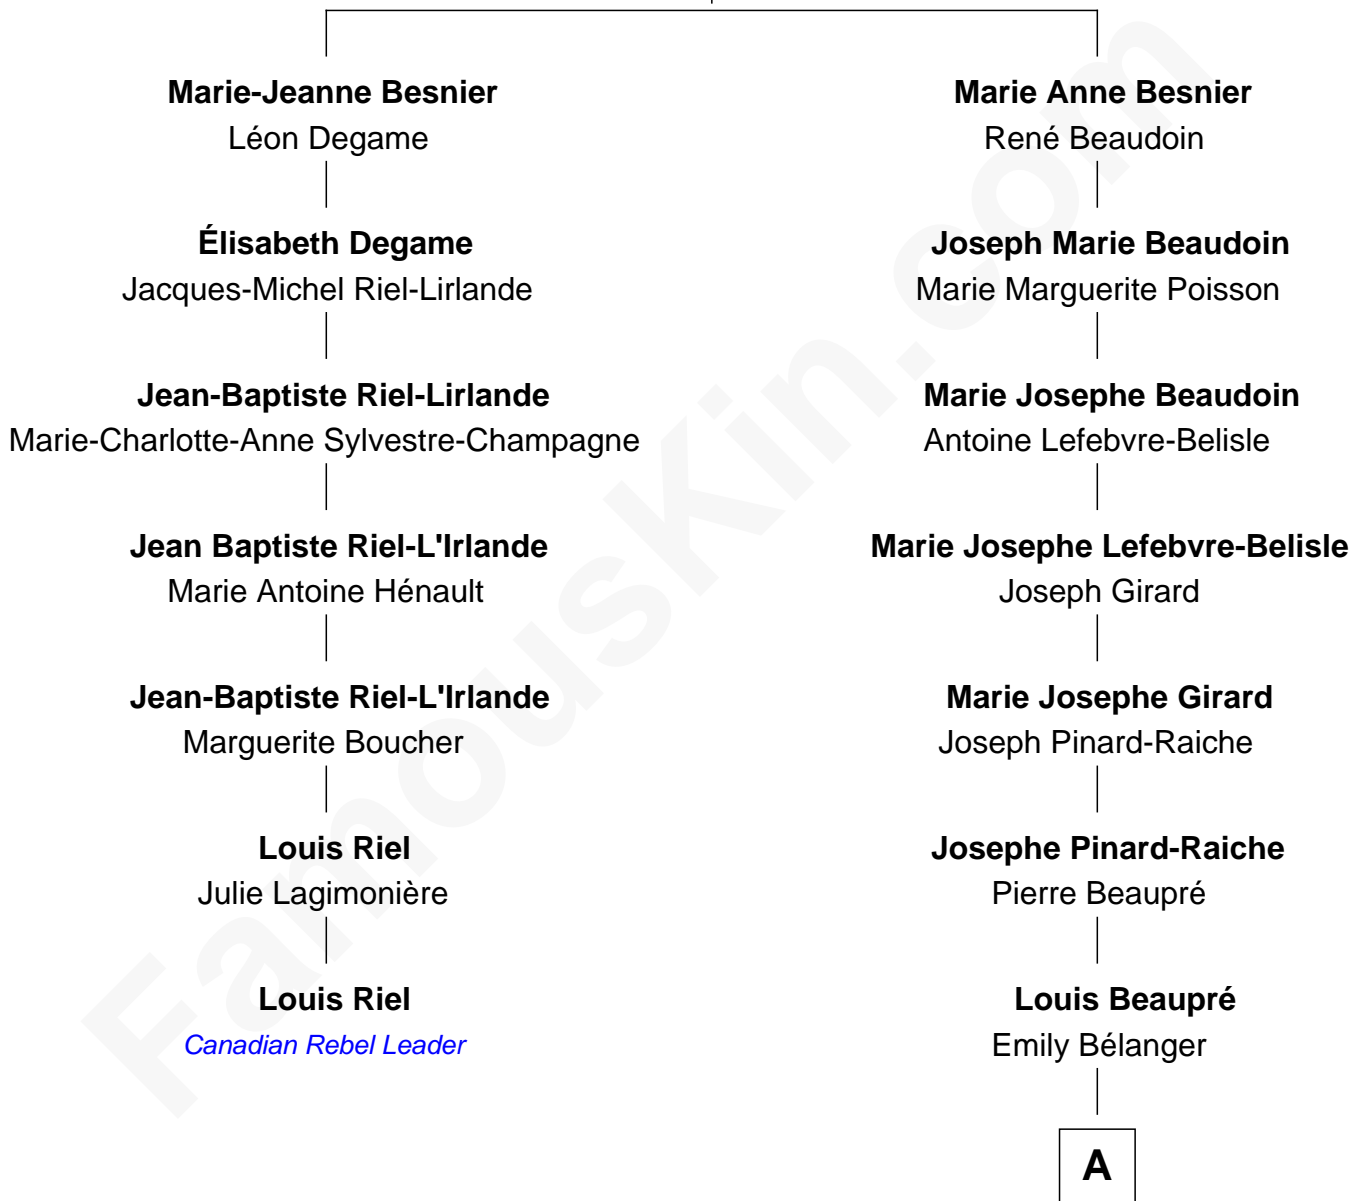 Marie-Jeanne Besnier
Léon Degame
Élisabeth Degame
Jacques-Michel Riel-Lirlande
Jean-Baptiste Riel-Lirlande
Marie-Charlotte-Anne Sylvestre-Champagne
Jean Baptiste Riel-L'Irlande
Marie Antoine Hénault
Jean-Baptiste Riel-L'Irlande
Marguerite Boucher
Louis Riel
Julie Lagimonière
Louis Riel
Canadian Rebel Leader
Marie Anne Besnier
René Beaudoin
Joseph Marie Beaudoin
Marie Marguerite Poisson
Marie Josephe Beaudoin
Antoine Lefebvre-Belisle
Marie Josephe Lefebvre-Belisle
Joseph Girard
Marie Josephe Girard
Joseph Pinard-Raiche
Josephe Pinard-Raiche
Pierre Beaupré
Louis Beaupré
Emily Bélanger
A
FamousKin.com